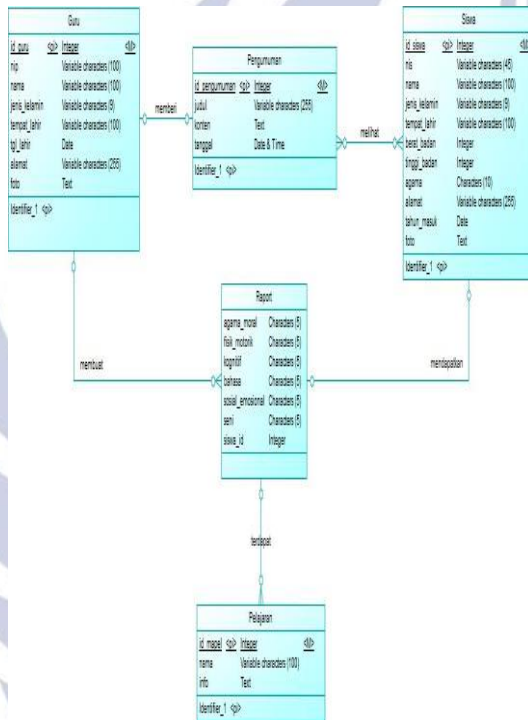 Guru
id_guru <pi> Integer <M>
nip Variable characters (100)
nama Variable characters (100)
jenis_kelamin Variable characters (9)
tempat_lahir Variable characters (100)
tgl_lahir Date
alamat Variable characters (255)
foto Text
Identifier_1 <pi>
memberi
Pengumuman
id_pengumuman <pi> Integer <M>
judul Variable characters (255)
konten Text
tanggal Date & Time
Identifier_1 <pi>
melihat
Siswa
id_siswa <pi> Integer <M>
nis Variable characters (45)
nama Variable characters (100)
jenis_kelamin Variable characters (9)
tempat_lahir Variable characters (100)
berat_badan Integer
tinggi_badan Integer
agama Characters (10)
alamat Variable characters (255)
tahun_masuk Date
foto Text
Identifier_1 <pi>
membuat
Raport
agama_moral Characters (5)
fisik_motorik Characters (5)
kognitif Characters (5)
bahasa Characters (5)
sosial_emosional Characters (5)
seni Characters (5)
siswa_id Integer
mendapatkan
terdapat
Pelajaran
id_mapel <pi> Integer <M>
nama Variable characters (100)
info Text
Identifier_1 <pi>